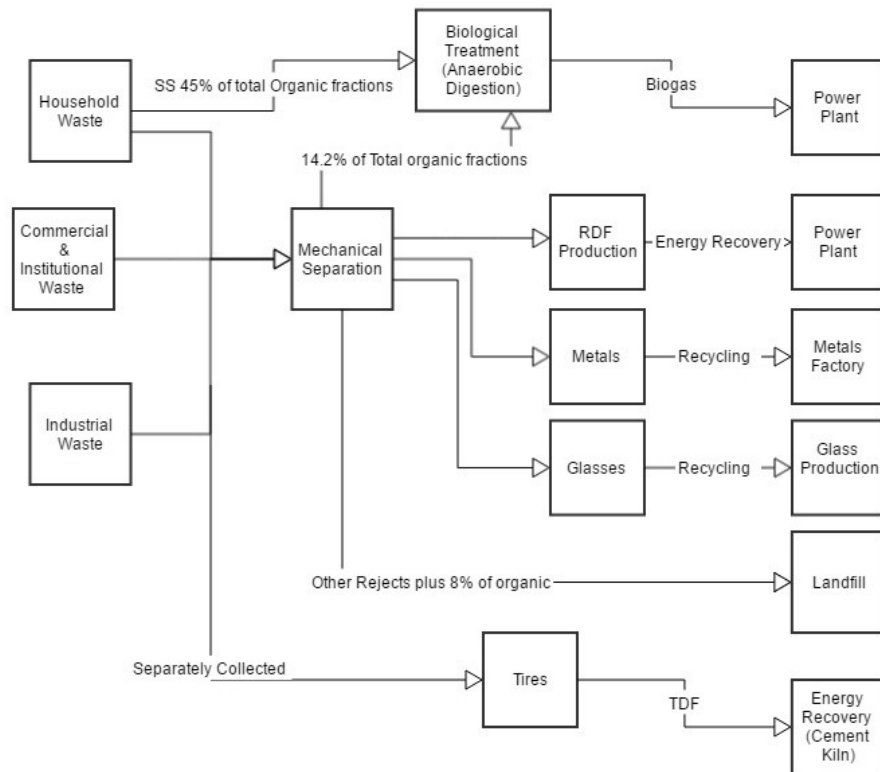 Household
Waste
SS 45% of total Organic fractions
Biological
Treatment
(Anaerobic
Digestion)
Biogas
Power
Plant
14.2% of Total organic fractions
Commercial
&
Institutional
Waste
Mechanical
Separation
RDF
Production
Energy Recovery
Power
Plant
Metals
Recycling
Metals
Factory
Industrial
Waste
Glasses
Recycling
Glass
Production
Other Rejects plus 8% of organic
Landfill
Separately Collected
Tires
TDF
Energy
Recovery
(Cement
Kiln)